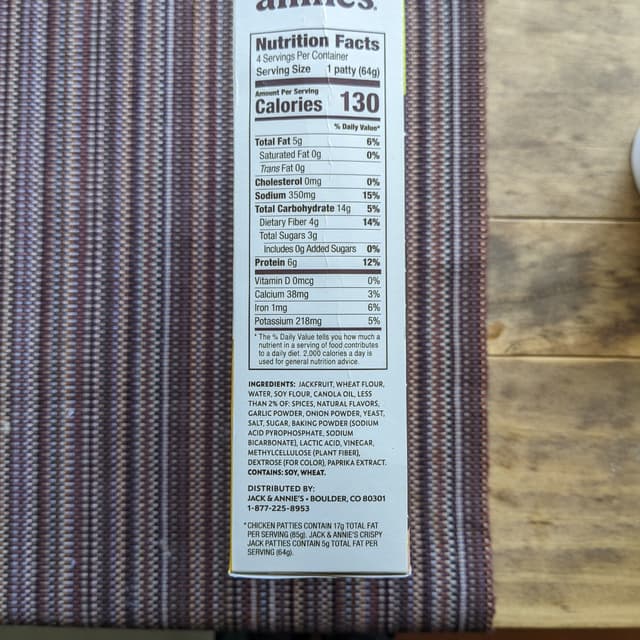 annie's.
Nutrition Facts
4 Servings Per Container
Serving Size 1 patty (64g)
Amount Per Serving
Calories 130
% Daily Value*
Total Fat 5g 6%
Saturated Fat 0g 0%
Trans Fat 0g
Cholesterol 0mg 0%
Sodium 350mg 15%
Total Carbohydrate 14g 5%
Dietary Fiber 4g 14%
Total Sugars 3g
Includes 0g Added Sugars 0%
Protein 6g 12%
Vitamin D 0mcg 0%
Calcium 38mg 3%
Iron 1mg 6%
Potassium 218mg 5%
* The % Daily Value tells you how much a
nutrient in a serving of food contributes
to a daily diet. 2,000 calories a day is
used for general nutrition advice.
INGREDIENTS: JACKFRUIT, WHEAT FLOUR,
WATER, SOY FLOUR, CANOLA OIL, LESS
THAN 2% OF: SPICES, NATURAL FLAVORS,
GARLIC POWDER, ONION POWDER, YEAST,
SALT, SUGAR, BAKING POWDER (SODIUM
ACID PYROPHOSPHATE, SODIUM
BICARBONATE), LACTIC ACID, VINEGAR,
METHYLCELLULOSE (PLANT FIBER),
DEXTROSE (FOR COLOR), PAPRIKA EXTRACT.
CONTAINS: SOY, WHEAT.
DISTRIBUTED BY:
JACK & ANNIE'S • BOULDER, CO 80301
1-877-225-8953
*CHICKEN PATTIES CONTAIN 17g TOTAL FAT
PER SERVING (85g). JACK & ANNIE'S CRISPY
JACK PATTIES CONTAIN 5g TOTAL FAT PER
SERVING (64g).